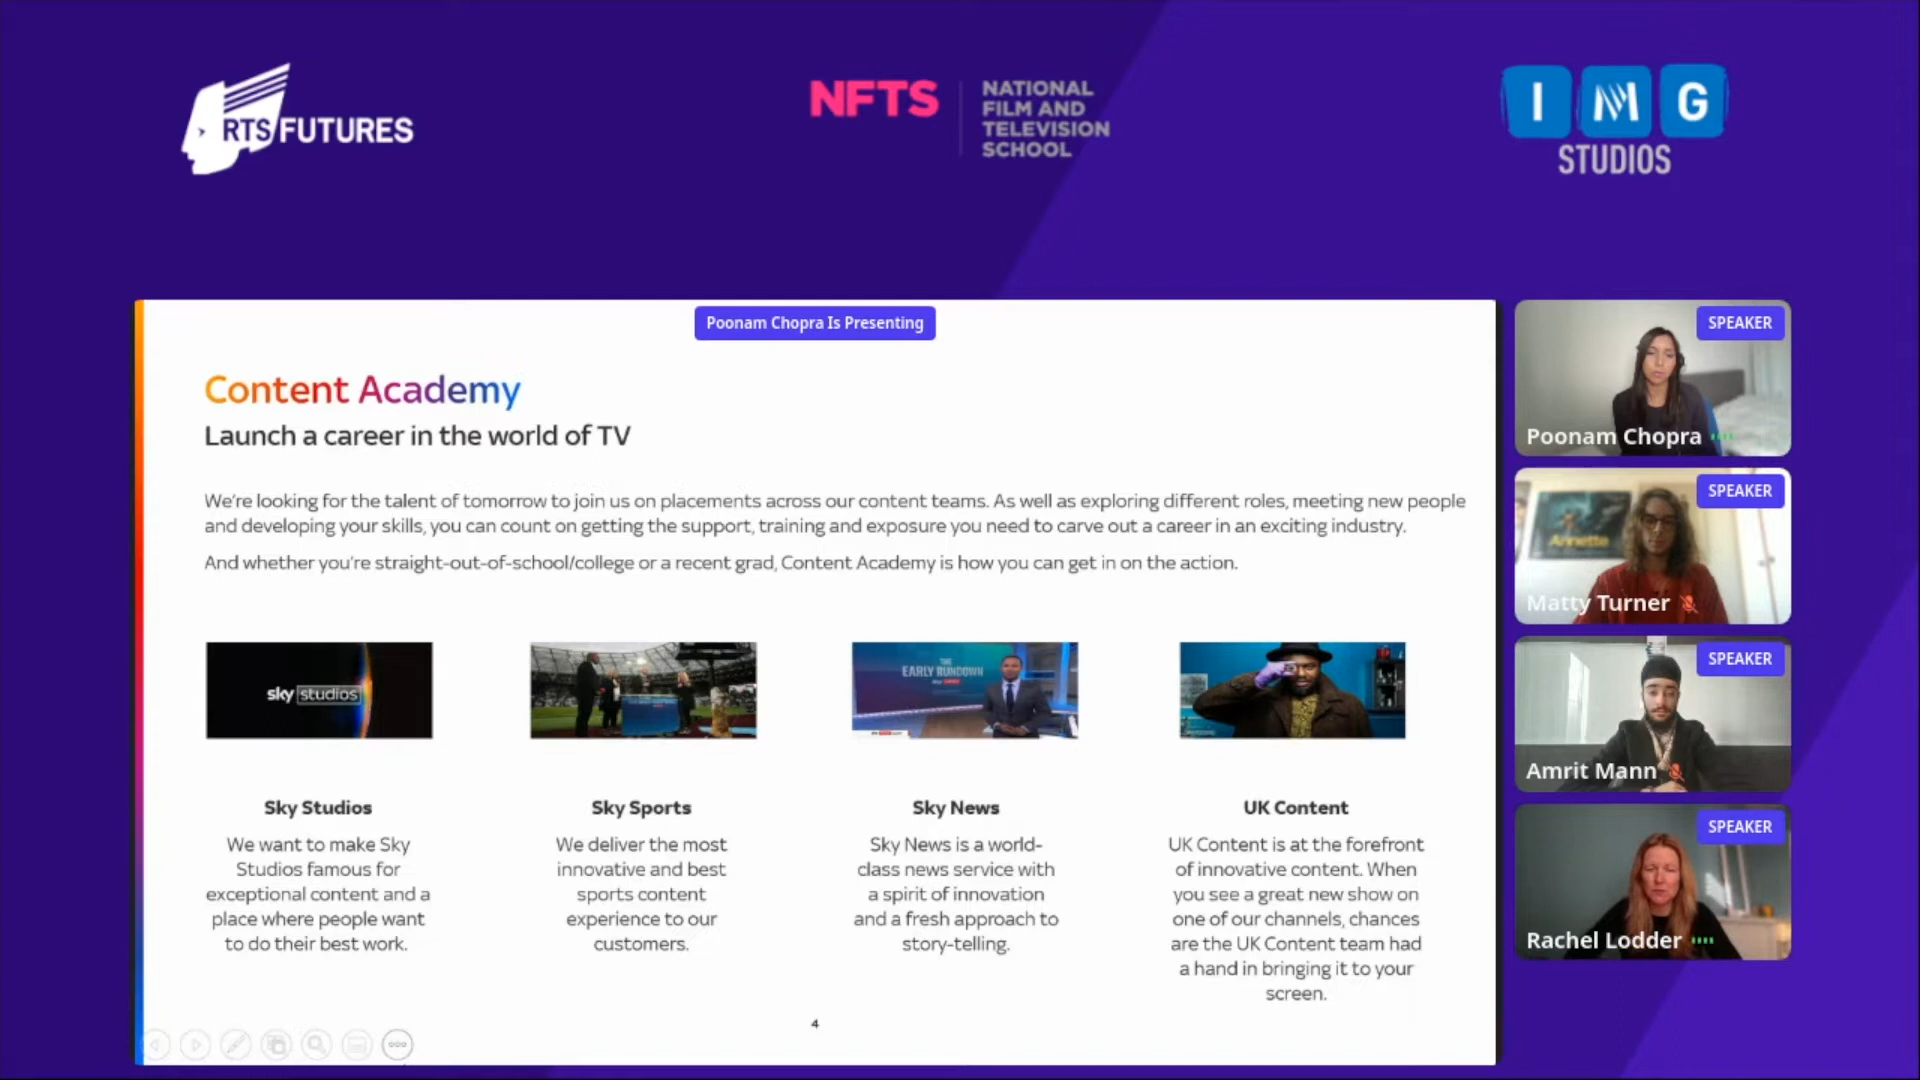 RTS FUTURES
NFTS
NATIONAL
FILM AND
TELEVISION
SCHOOL
IMG
STUDIOS
Poonam Chopra Is Presenting
Content Academy
Launch a career in the world of TV
We're looking for the talent of tomorrow to join us on placements across our content teams. As well as exploring different roles, meeting new people
and developing your skills, you can count on getting the support, training and exposure you need to carve out a career in an exciting industry.
And whether you're straight-out-of-school/college or a recent grad, Content Academy is how you can get in on the action.
sky studios
THE
EARLY RUNDOWN
Sky Studios
We want to make Sky
Studios famous for
exceptional content and a
place where people want
to do their best work.
Sky Sports
We deliver the most
innovative and best
sports content
experience to our
customers.
Sky News
Sky News is a world-
class news service with
a spirit of innovation
and a fresh approach to
story-telling.
UK Content
UK Content is at the forefront
of innovative content. When
you see a great new show on
one of our channels, chances
are the UK Content team had
a hand in bringing it to your
screen.
4
SPEAKER
Poonam Chopra
SPEAKER
Annette
Matty Turner
SPEAKER
Amrit Mann
SPEAKER
Rachel Lodder